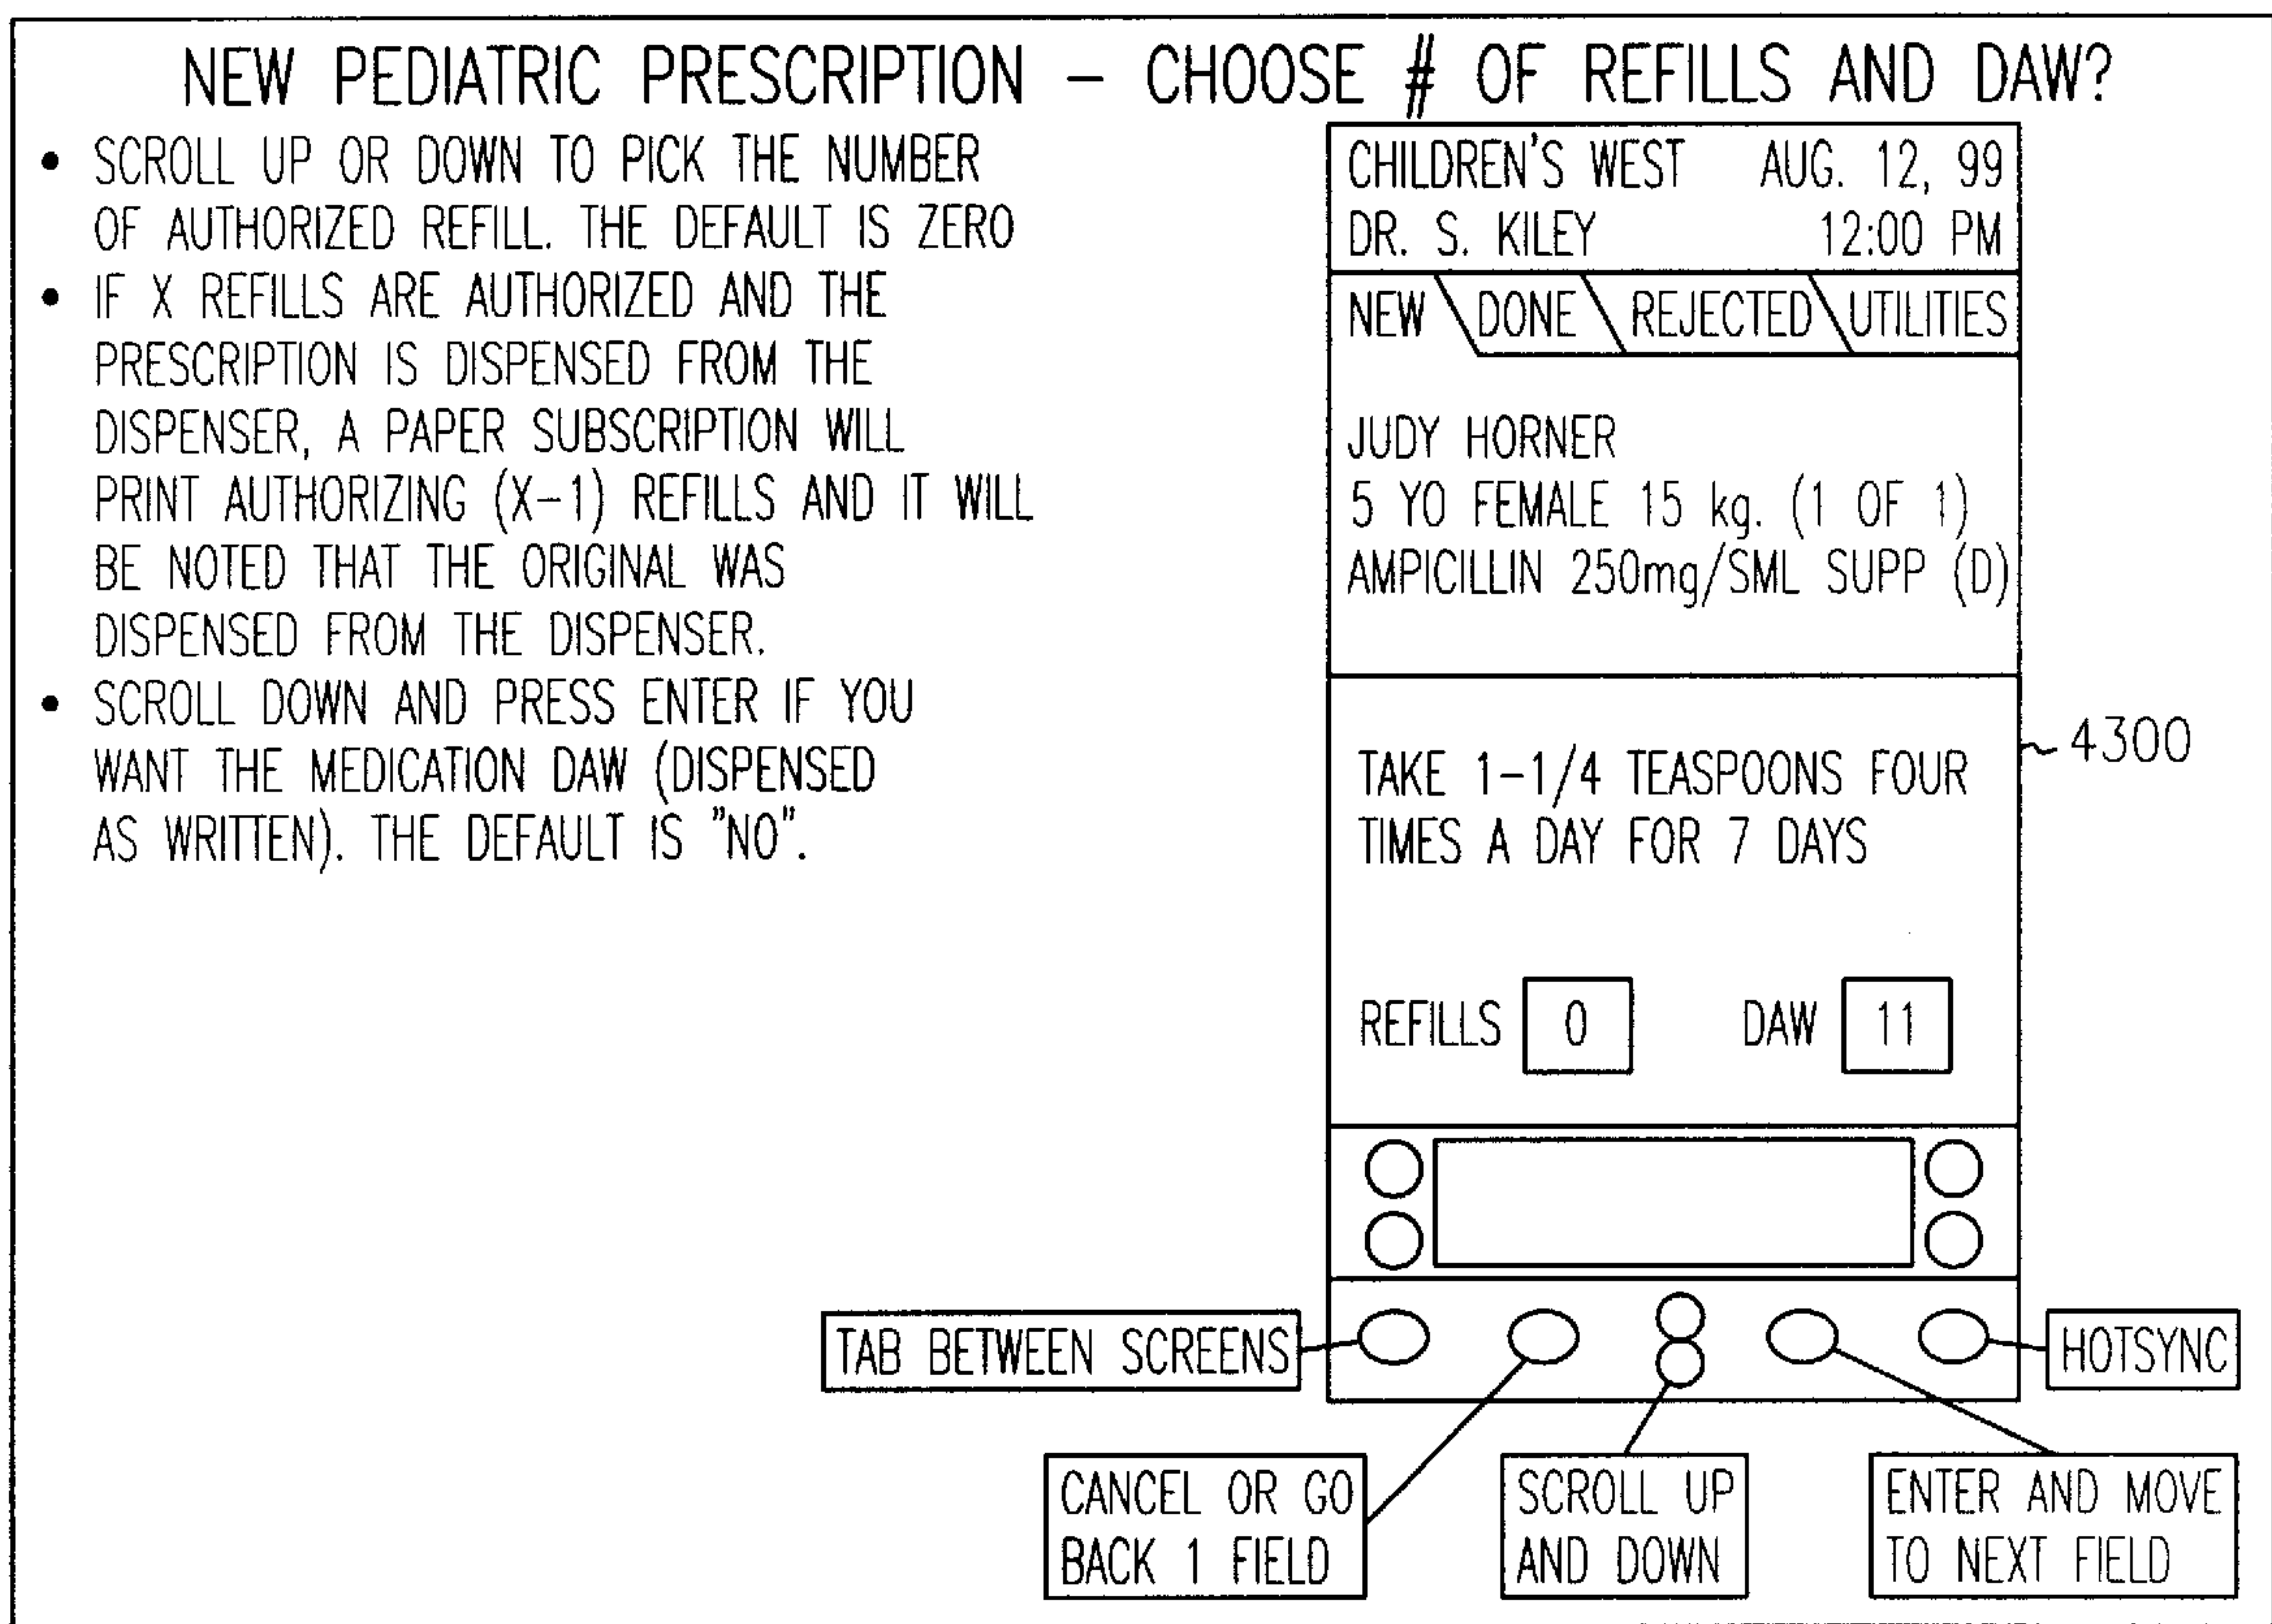 NEW PEDIATRIC PRESCRIPTION – CHOOSE # OF REFILLS AND DAW?
• SCROLL UP OR DOWN TO PICK THE NUMBER
OF AUTHORIZED REFILL. THE DEFAULT IS ZERO
• IF X REFILLS ARE AUTHORIZED AND THE
PRESCRIPTION IS DISPENSED FROM THE
DISPENSER, A PAPER SUBSCRIPTION WILL
PRINT AUTHORIZING (X-1) REFILLS AND IT WILL
BE NOTED THAT THE ORIGINAL WAS
DISPENSED FROM THE DISPENSER.
• SCROLL DOWN AND PRESS ENTER IF YOU
WANT THE MEDICATION DAW (DISPENSED
AS WRITTEN). THE DEFAULT IS "NO".
CHILDREN'S WEST AUG. 12, 99
DR. S. KILEY 12:00 PM
NEW DONE REJECTED UTILITIES
JUDY HORNER
5 YO FEMALE 15 kg. (1 OF 1)
AMPICILLIN 250mg/SML SUPP (D)
4300
TAKE 1-1/4 TEASPOONS FOUR
TIMES A DAY FOR 7 DAYS
REFILLS 0 DAW 11
TAB BETWEEN SCREENS
HOTSYNC
CANCEL OR GO
BACK 1 FIELD
SCROLL UP
AND DOWN
ENTER AND MOVE
TO NEXT FIELD